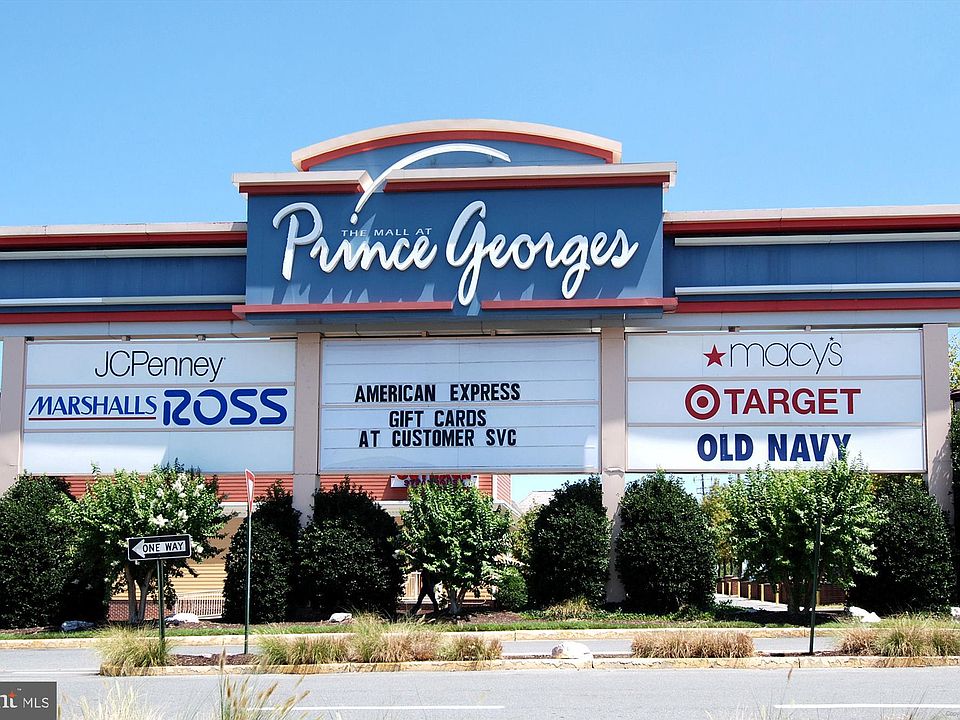 THE MALL AT
Prince Georges
JCPenney
MARSHALLS ROSS
AMERICAN EXPRESS
GIFT CARDS
AT CUSTOMER SVC
macy's
TARGET
OLD NAVY
ONE WAY
MLS